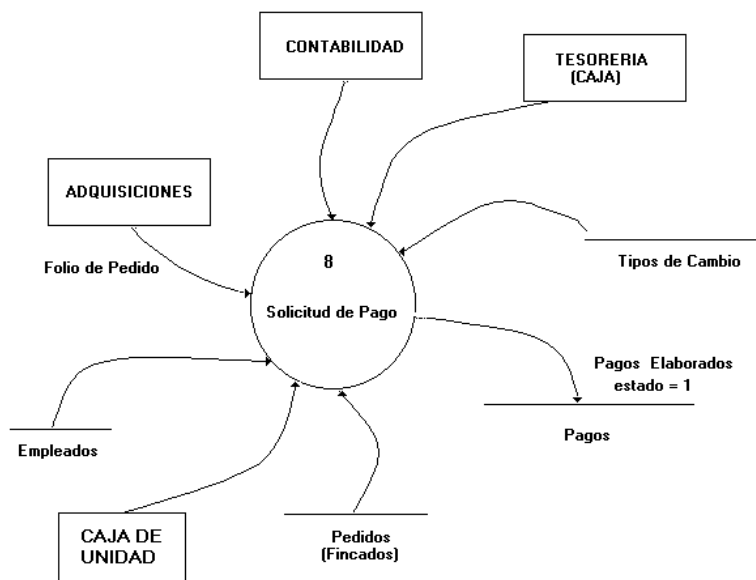 CONTABILIDAD
TESORERIA
(CAJA)
ADQUISICIONES
Folio de Pedido
8
Solicitud de Pago
Tipos de Cambio
Pagos Elaborados
estado = 1
Pagos
Empleados
CAJA DE
UNIDAD
Pedidos
(Fincados)